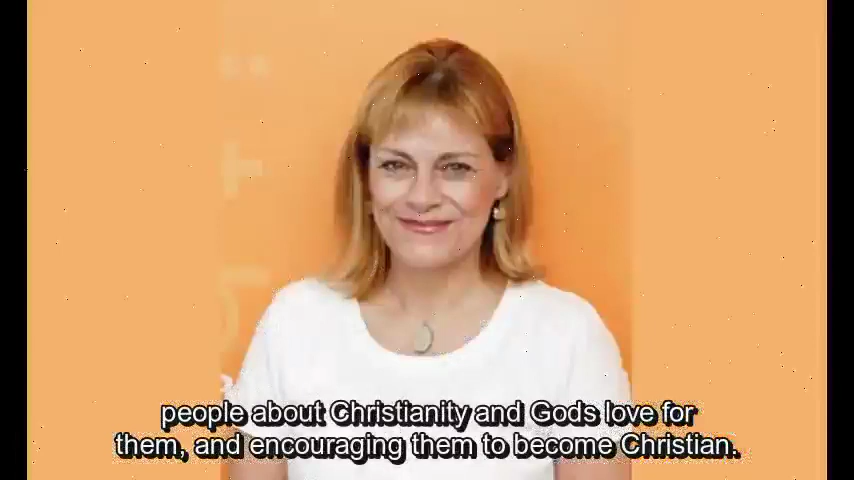 people about Christianity and Gods love for
them, and encouraging them to become Christian.